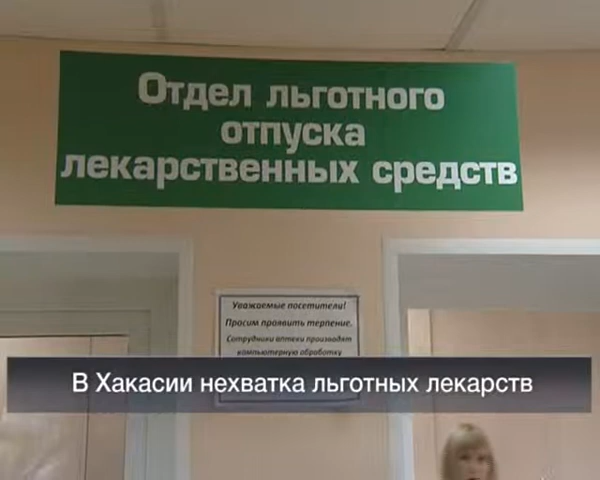 Отдел льготного
отпуска
лекарственных средств
Уважаемые посетители!
Просим проявить терпение.
Сотрудники аптеки производят
компьютерную обработку
В Хакасии нехватка льготных лекарств